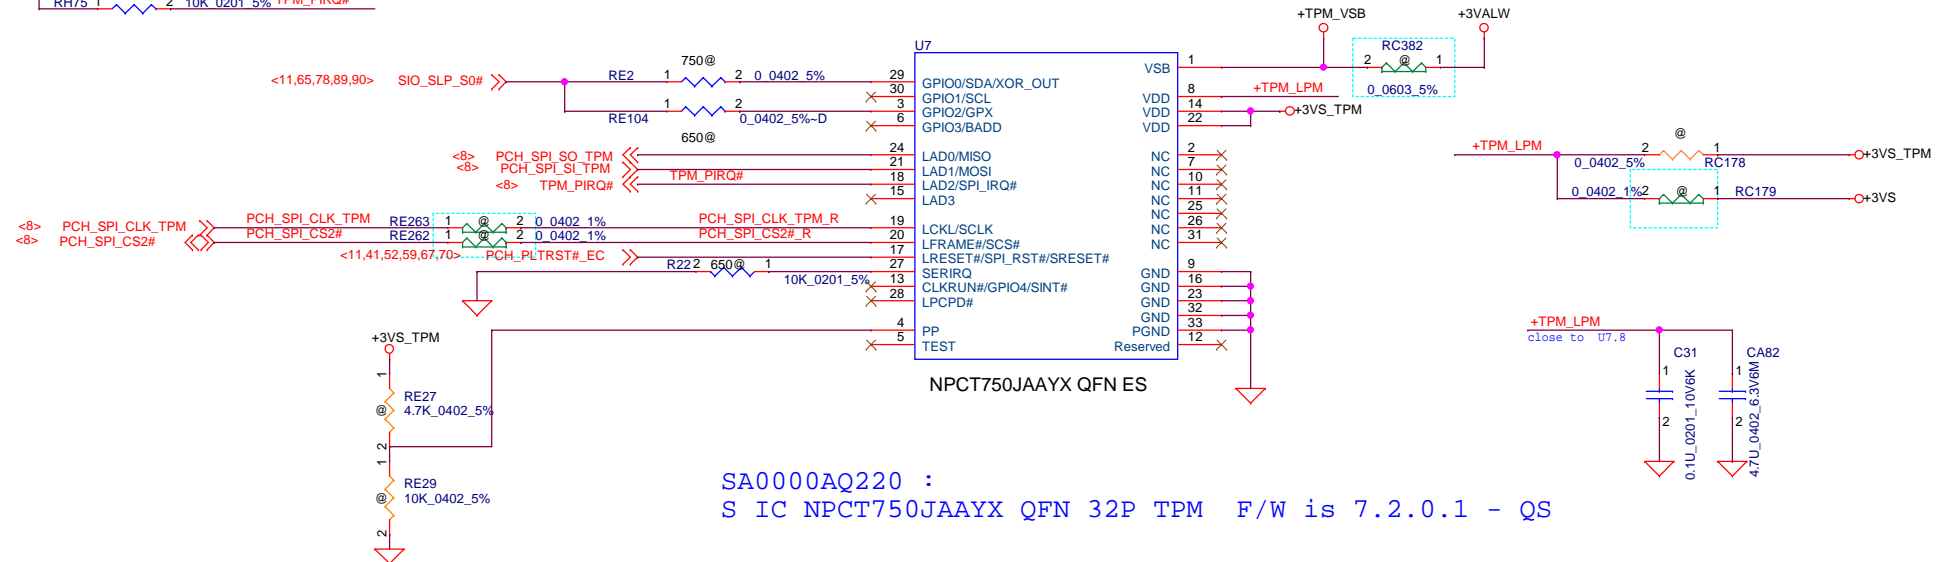 RH75 1 2 10K_0201_5% TPM_PIRQ#
+TPM_VSB +3VALW
U7
RC382
750@
2 @ 1
0_0603_5%
<11,65,78,89,90> SIO_SLP_S0# RE2 1 2 0_0402_5%
RE104 1 2 0_0402_5%~D
650@
29 GPIO0/SDA/XOR_OUT
30 GPIO1/SCL
3 GPIO2/GPX
6 GPIO3/BADD
24 LAD0/MISO
21 LAD1/MOSI
18 LAD2/SPI_IRQ#
15 LAD3
19 LCKL/SCLK
20 LFRAME#/SCS#
17 LRESET#/SPI_RST#/SRESET#
27 SERIRQ
13 CLKRUN#/GPIO4/SINT#
28 LPCPD#
4 PP
5 TEST
VSB 1
VDD 8 +TPM_LPM
VDD 14 +3VS_TPM
VDD 22
NC 2
NC 7
NC 10
NC 11
NC 25
NC 26
NC 31
GND 9
GND 16
GND 23
GND 32
PGND 33
Reserved 12
NPCT750JAAYX QFN ES
<8> PCH_SPI_SO_TPM
<8> PCH_SPI_SI_TPM
<8> TPM_PIRQ# TPM_PIRQ#
<8> PCH_SPI_CLK_TPM PCH_SPI_CLK_TPM RE263 1 @ 2 0_0402_1% PCH_SPI_CLK_TPM_R
<8> PCH_SPI_CS2# PCH_SPI_CS2# RE262 1 @ 2 0_0402_1% PCH_SPI_CS2#_R
<11,41,52,59,67,70> PCH_PLTRST#_EC
R22 2 650@ 1
10K_0201_5%
+3VS_TPM
1
RE27
@ 4.7K_0402_5%
2
1
RE29
@ 10K_0402_5%
2
@
+TPM_LPM 2 1 +3VS_TPM
0_0402_5% RC178
0_0402_1% 2 @ 1 RC179 +3VS
+TPM_LPM
close to U7.8
C31 CA82
1 1
2 2
0.1U_0201_10V6K
4.7U_0402_6.3V6M
SA0000AQ220 :
S IC NPCT750JAAYX QFN 32P TPM F/W is 7.2.0.1 - QS